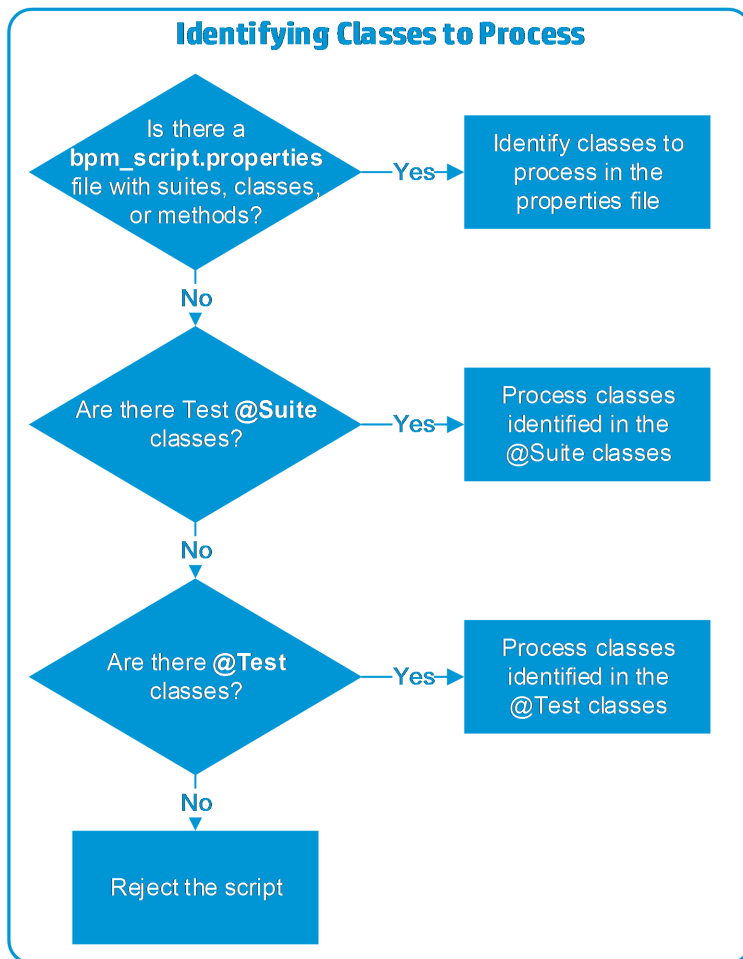 Identifying Classes to Process
Is there a
bpm_script.properties
file with suites, classes,
or methods?
Yes
Identify classes to
process in the
properties file
No
Are there Test @Suite
classes?
Yes
Process classes
identified in the
@Suite classes
No
Are there @Test
classes?
Yes
Process classes
identified in the
@Test classes
No
Reject the script